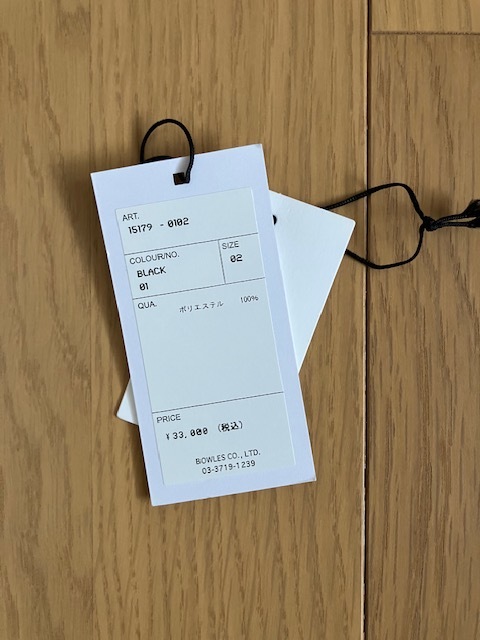 ART.
15179 - 0102
COLOUR/NO.
BLACK
01
SIZE
02
QUA.
ポリエステル 100%
PRICE
¥33,000 (税込)
BOWLES CO., LTD.
03-3719-1239